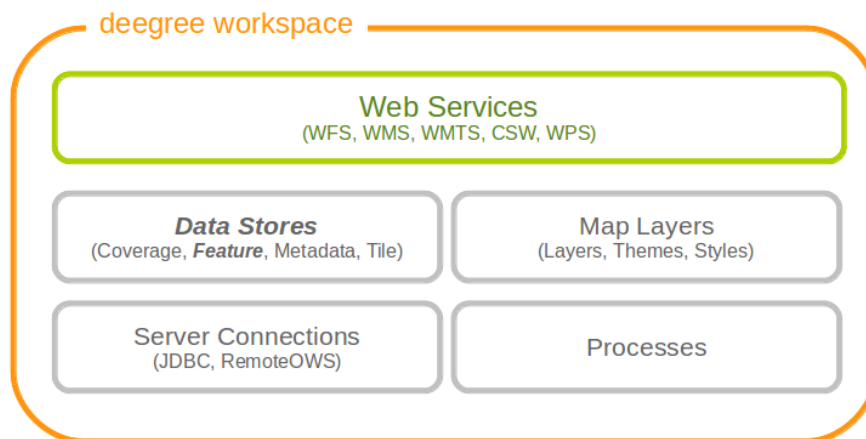 deegree workspace
Web Services
(WFS, WMS, WMTS, CSW, WPS)
Data Stores
(Coverage, Feature, Metadata, Tile)
Map Layers
(Layers, Themes, Styles)
Server Connections
(JDBC, RemoteOWS)
Processes